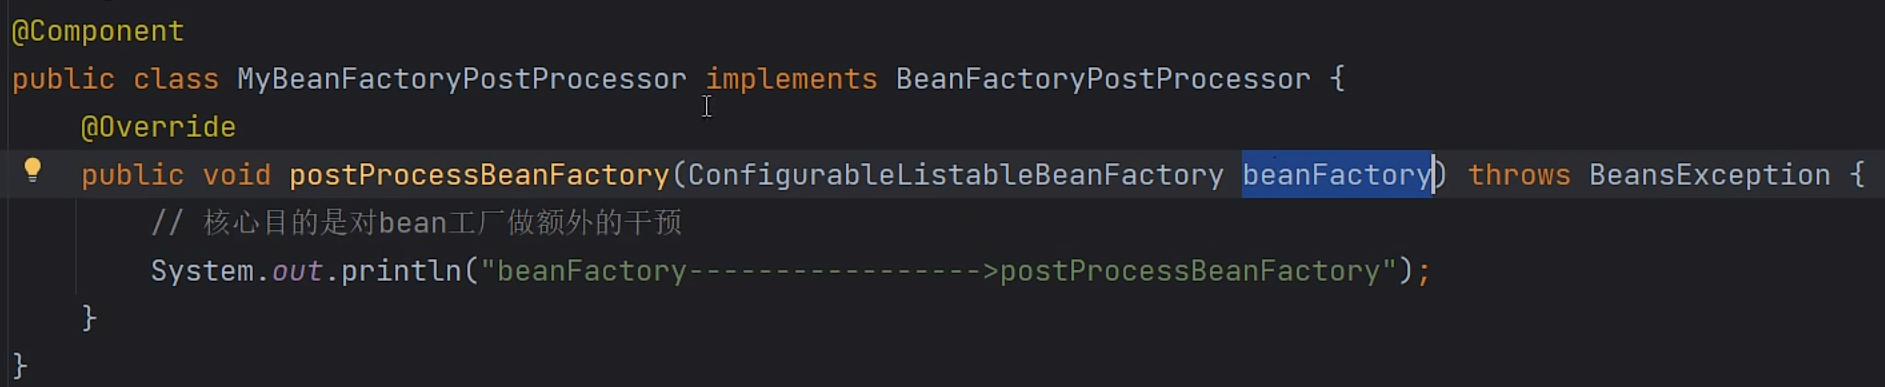 @Component
public class MyBeanFactoryPostProcessor implements BeanFactoryPostProcessor {
@Override
public void postProcessBeanFactory(ConfigurableListableBeanFactory beanFactory) throws BeansException {
// 核心目的是对bean工厂做额外的干预
System.out.println("beanFactory----------------->postProcessBeanFactory");
}
}